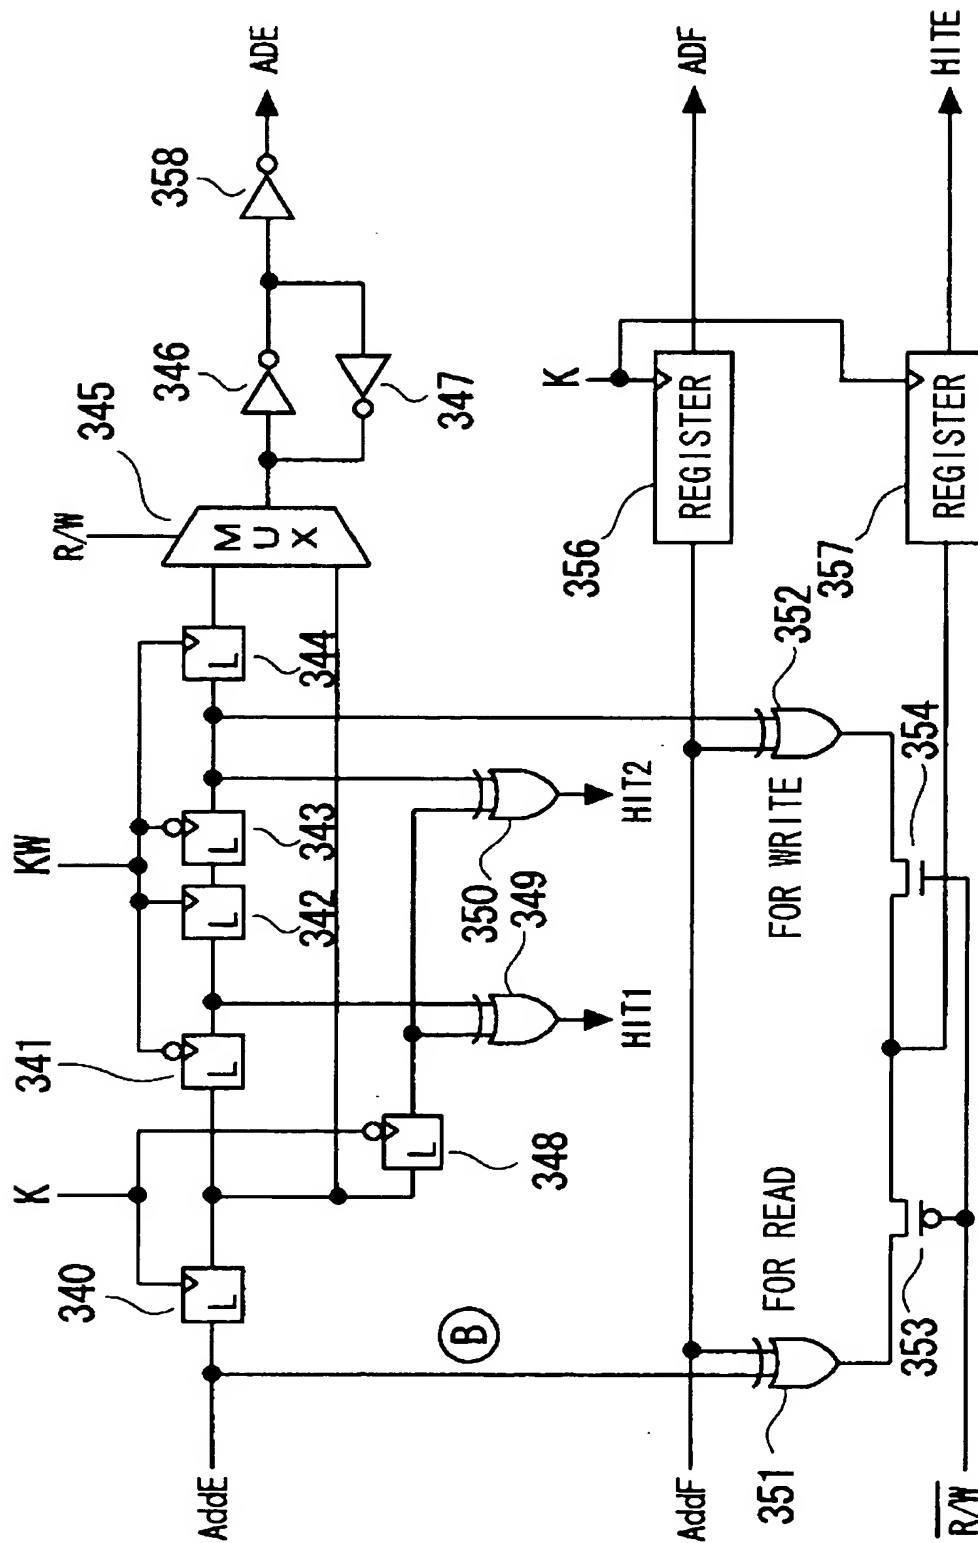 K
KW
R/W
340
341
342
343
344
345
346
347
358
L
L
L
L
L
MUX
ADE
AddE
348
L
350
349
HIT1
HIT2
B
AddF
351
FOR READ
FOR WRITE
352
353
354
K
356
REGISTER
ADF
357
REGISTER
HITE
R/W